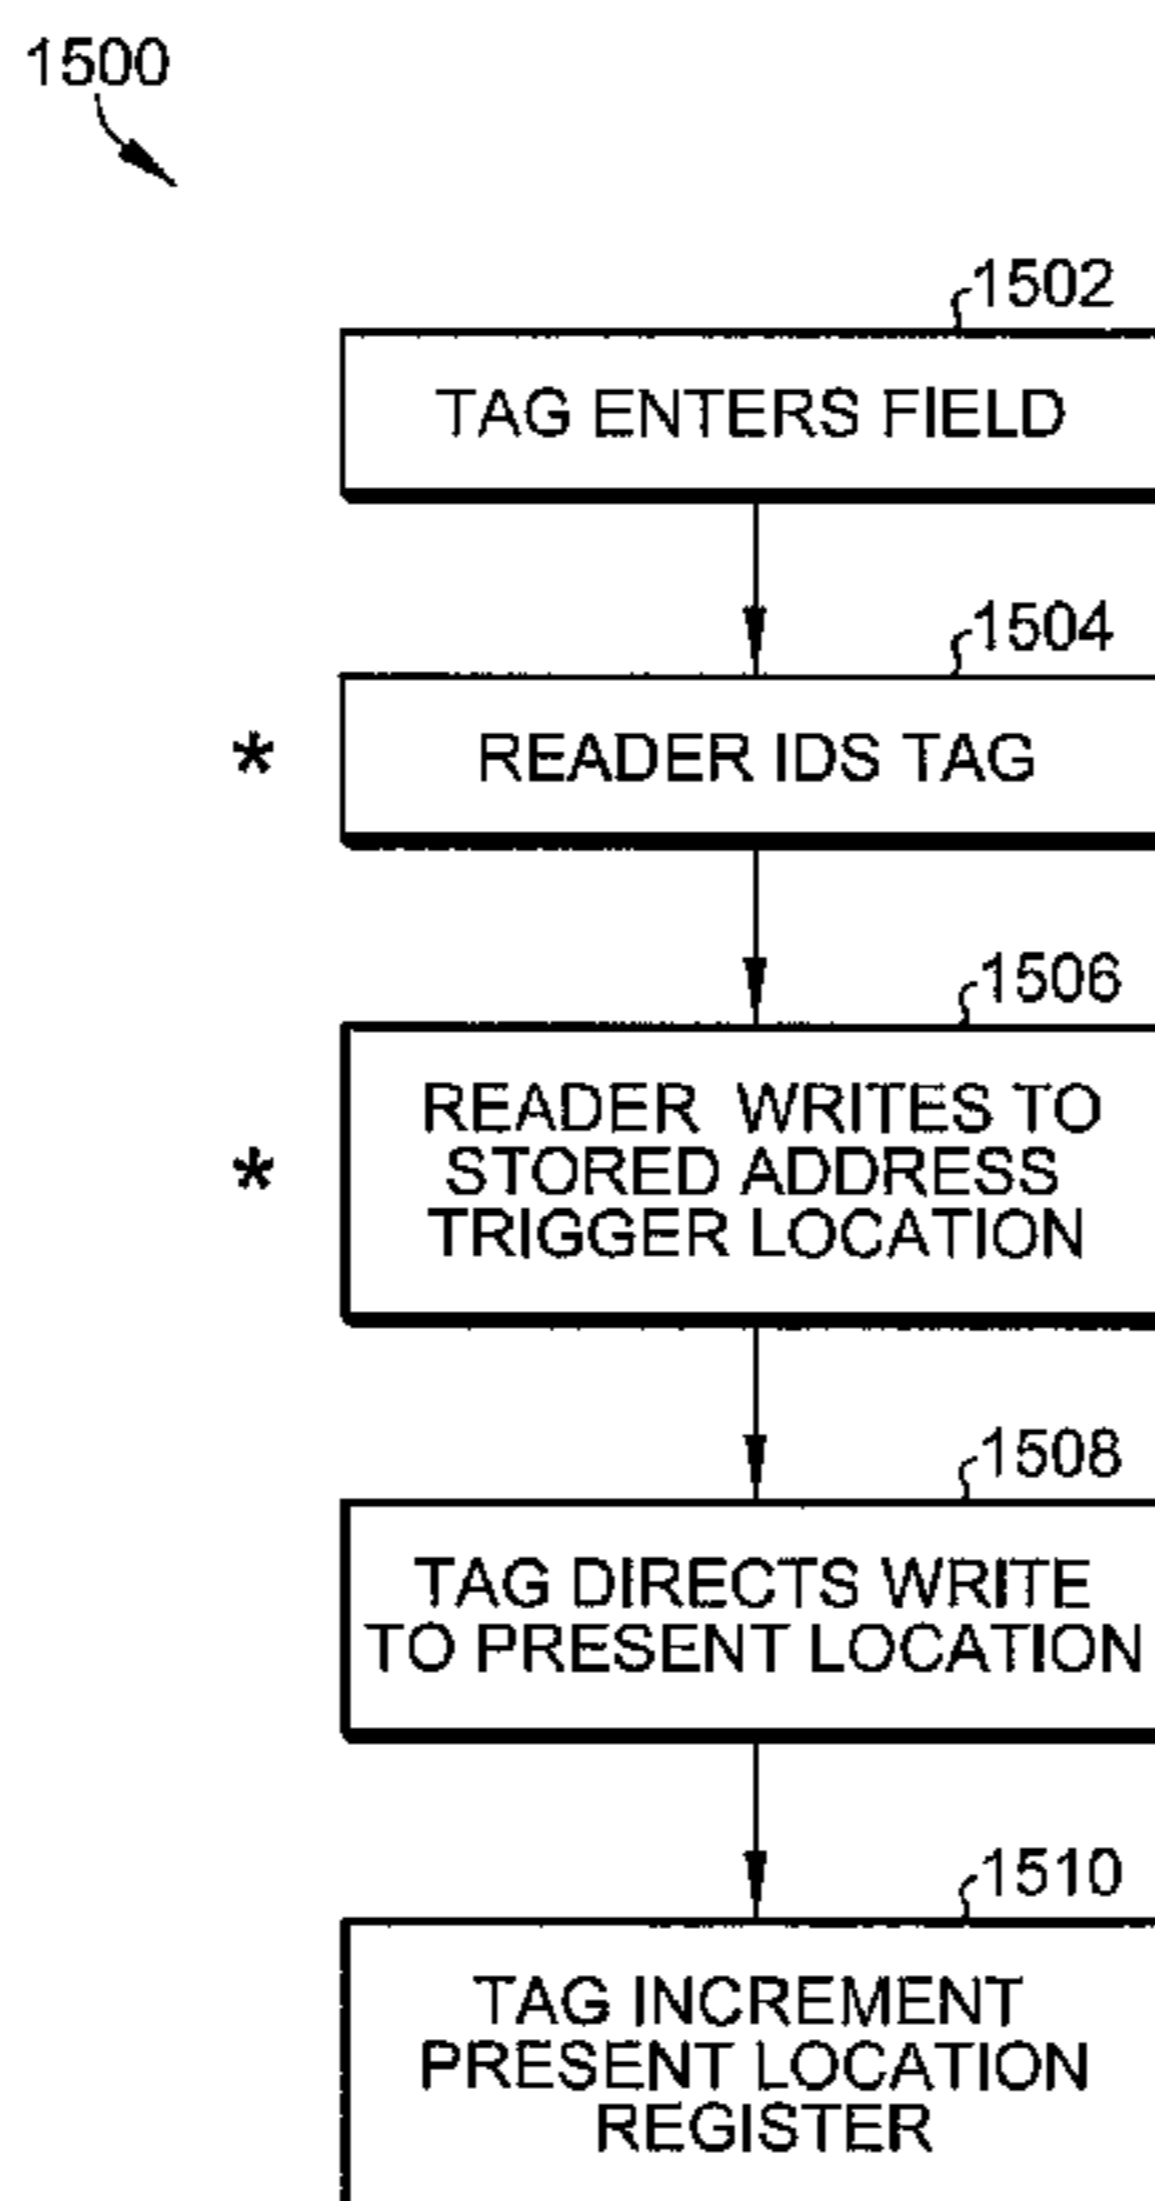 1500
1502
TAG ENTERS FIELD
1504
* READER IDS TAG
1506
READER WRITES TO
* STORED ADDRESS
TRIGGER LOCATION
1508
TAG DIRECTS WRITE
TO PRESENT LOCATION
1510
TAG INCREMENT
PRESENT LOCATION
REGISTER